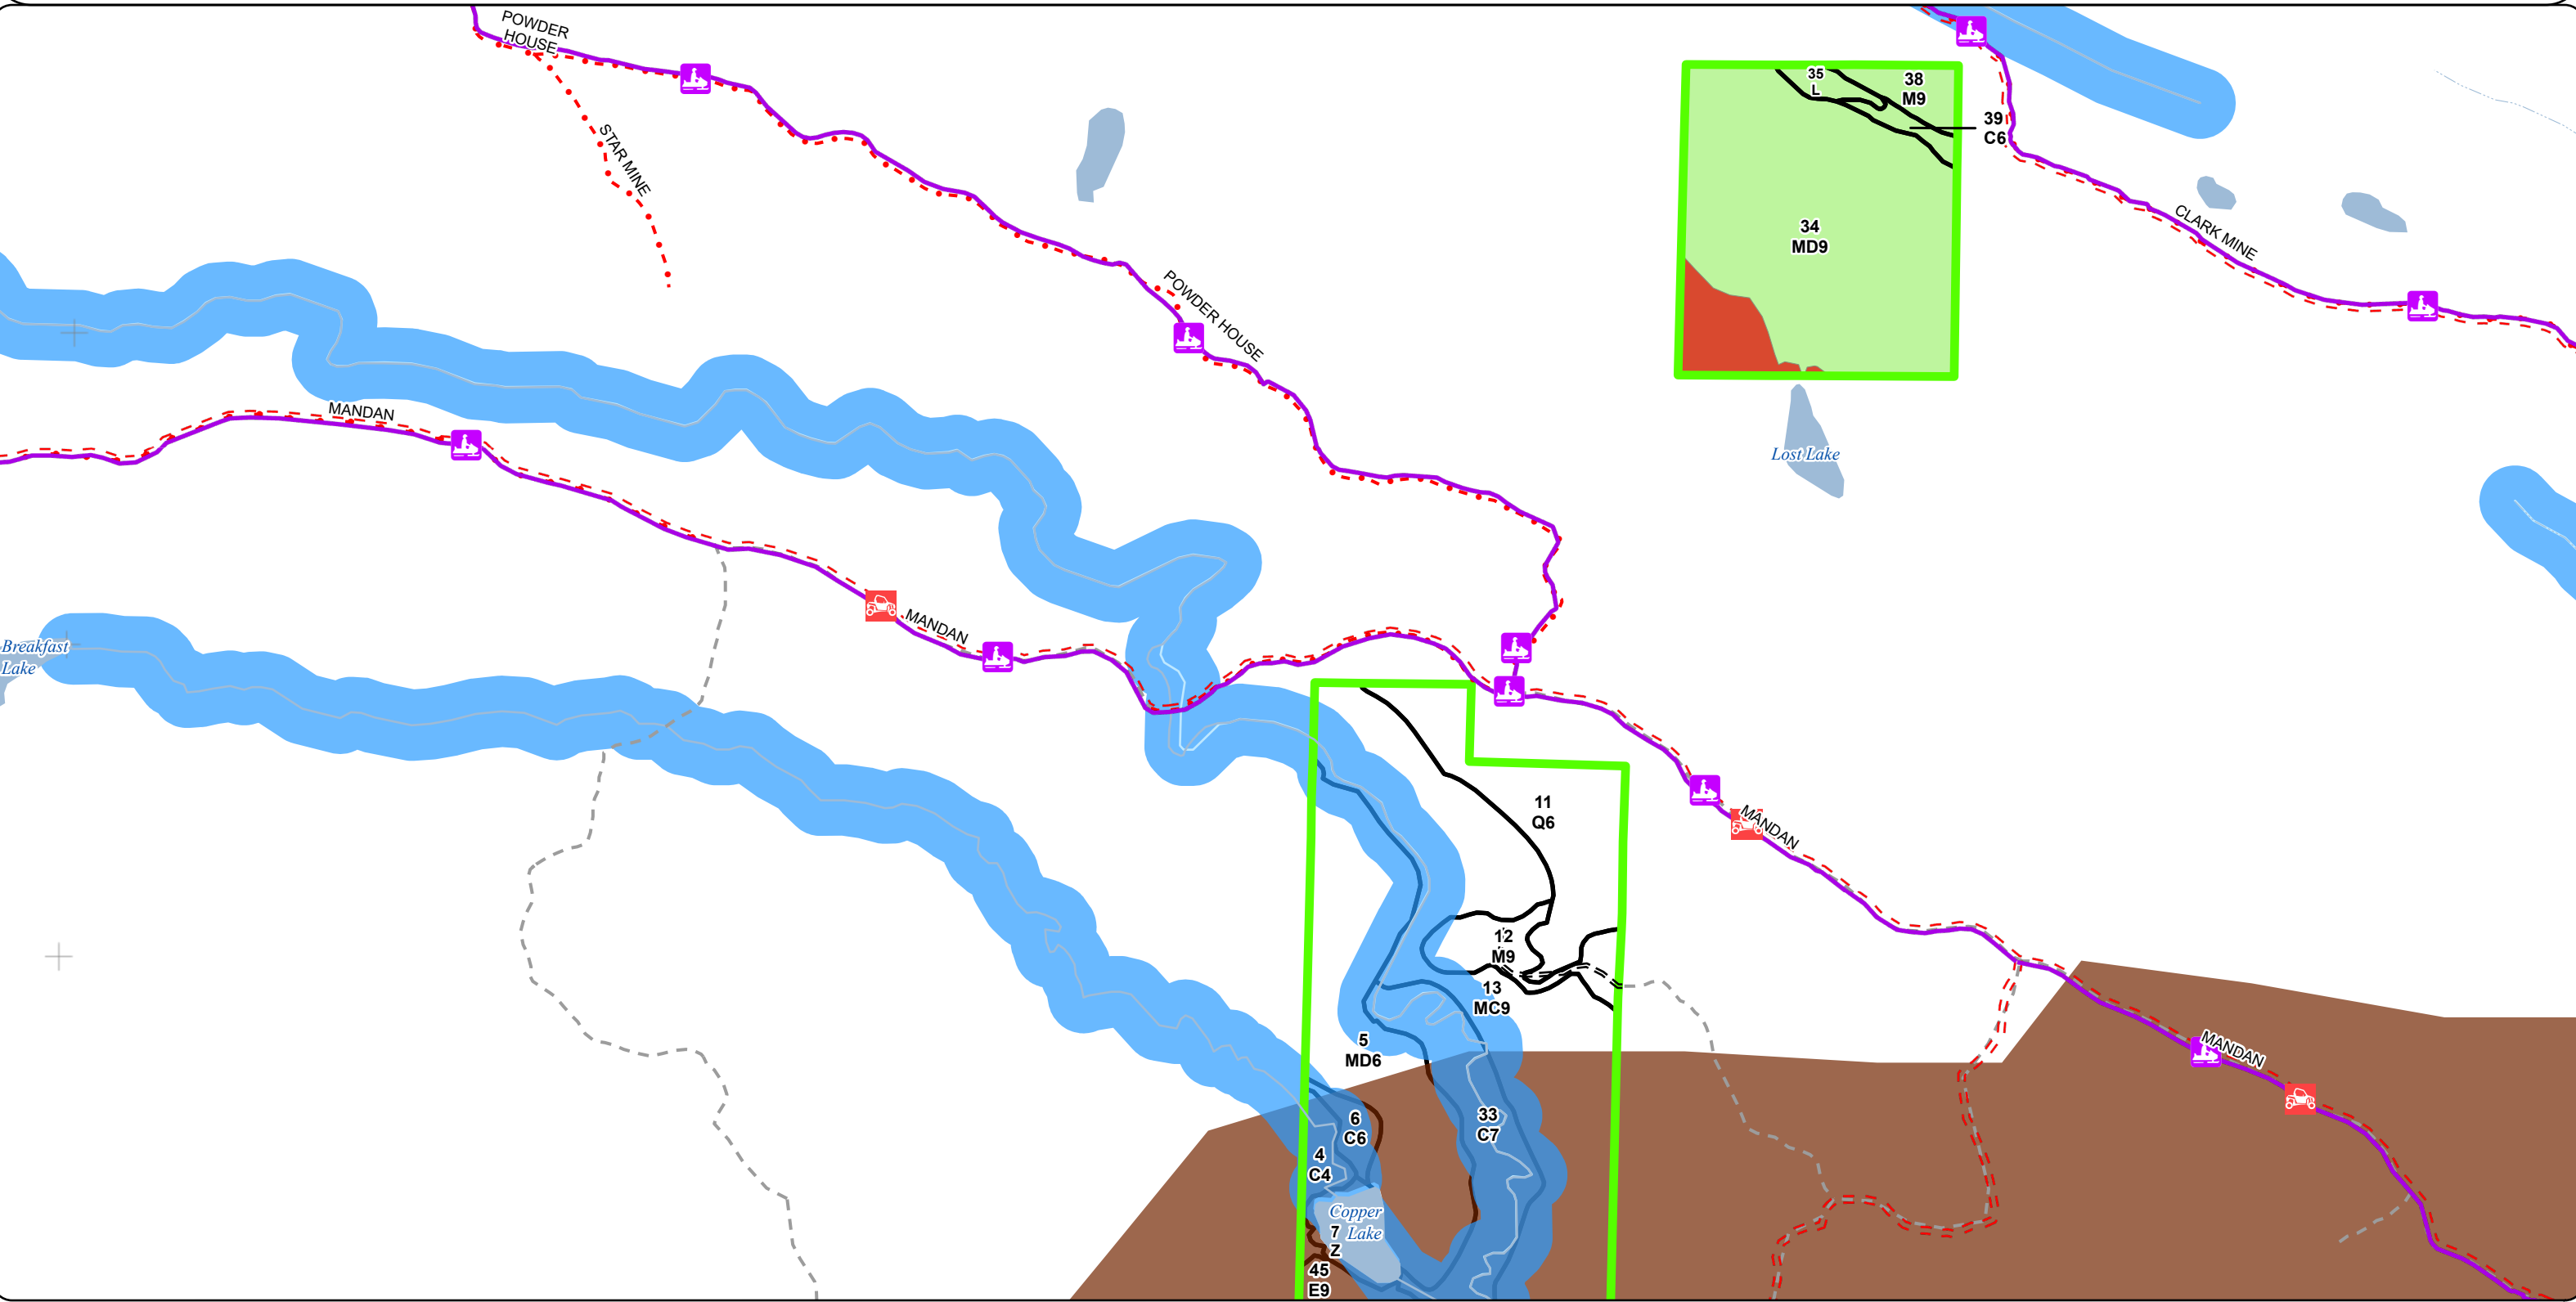 POWDER
HOUSE
STAR MINE
35
L
38
M9
39
C6
34
MD9
CLARK MINE
POWDER HOUSE
MANDAN
Lost Lake
MANDAN
Breakfast
Lake
11
Q6
MANDAN
12
M9
13
MC9
5
MD6
MANDAN
6
C6
33
C7
4
C4
Copper
Lake
7
Z
45
E9